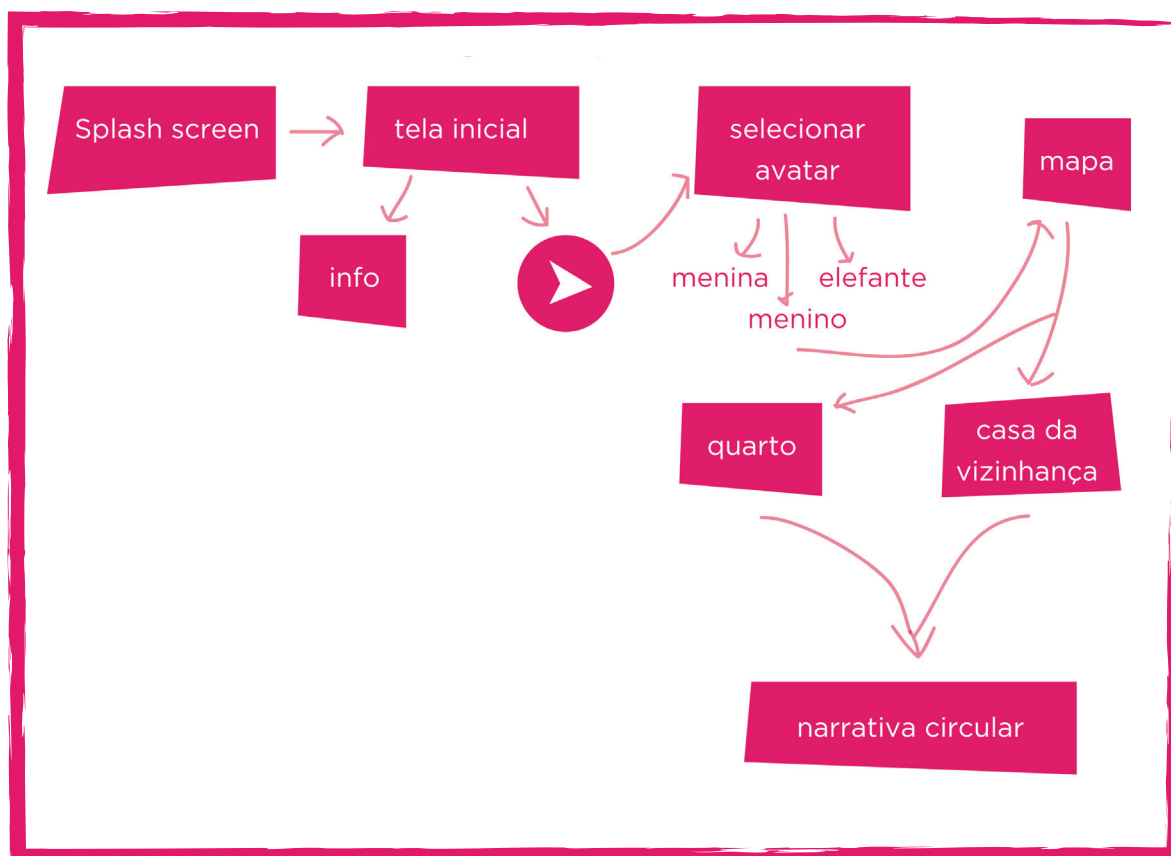 Splash screen
tela inicial
selecionar
avatar
mapa
info
menina
elefante
menino
quarto
casa da
vizinhança
narrativa circular